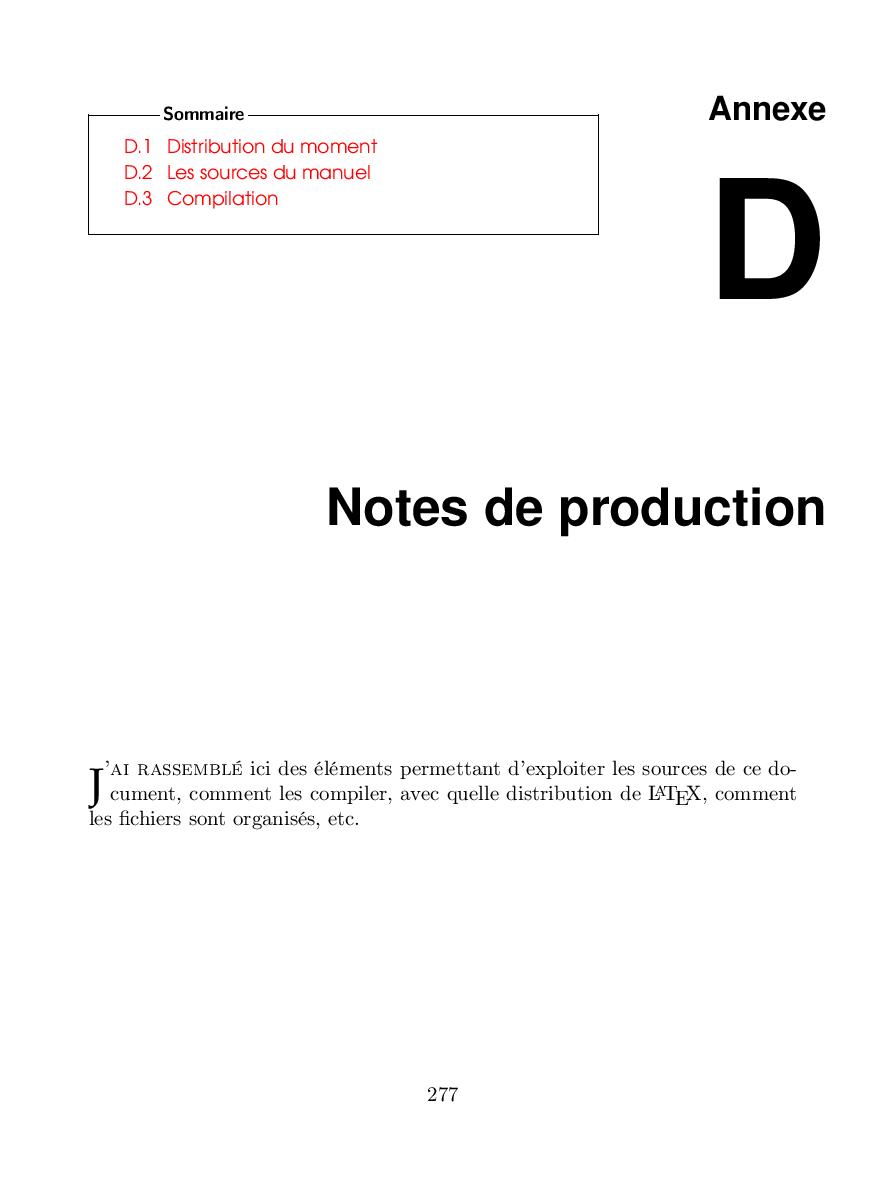 Sommaire
D.1 Distribution du moment
D.2 Les sources du manuel
D.3 Compilation
Annexe
D
Notes de production
J'AI RASSEMBLÉ ici des éléments permettant d'exploiter les sources de ce do-
cument, comment les compiler, avec quelle distribution de LATEX, comment
les fichiers sont organisés, etc.
277